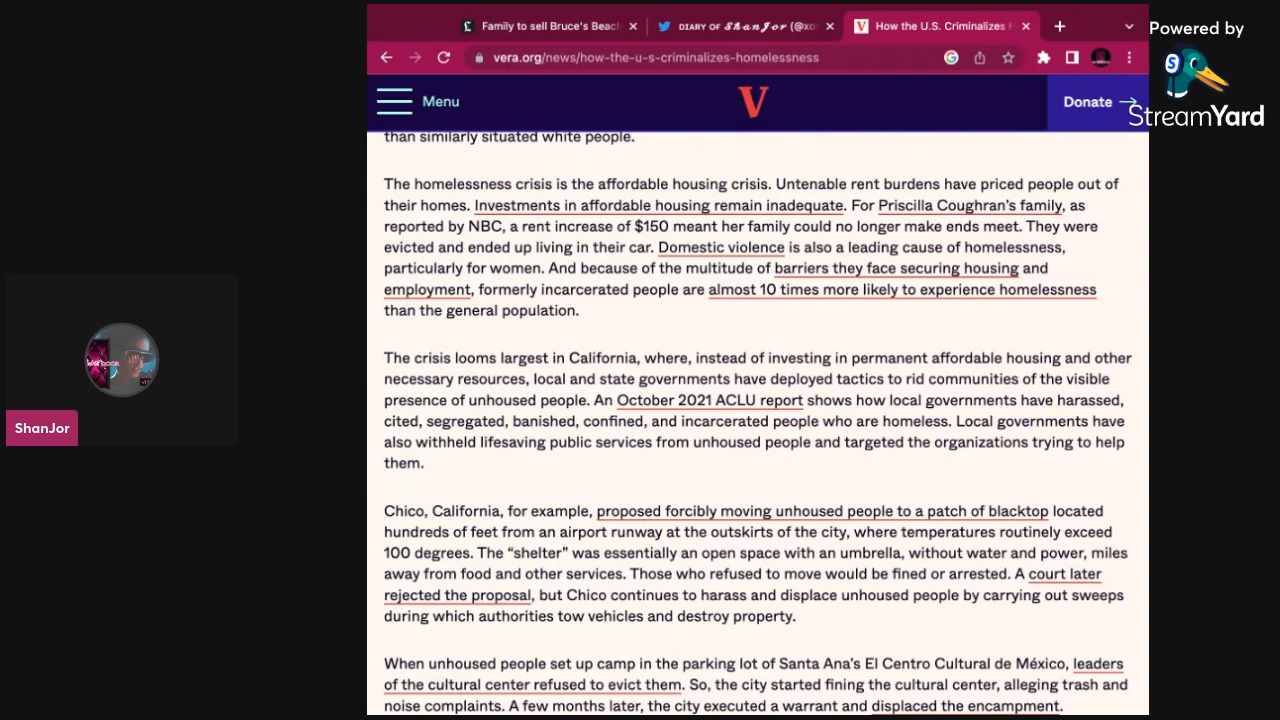 Family to sell Bruce's Beac
DIARY OF 𝓢𝓱𝓪𝓷𝓙𝓸𝓻 (@xo
How the U.S. Criminalizes H
Powered by
StreamYard
vera.org/news/how-the-u-s-criminalizes-homelessness
Menu
V
Donate →
than similarly situated white people.
The homelessness crisis is the affordable housing crisis. Untenable rent burdens have priced people out of
their homes. Investments in affordable housing remain inadequate. For Priscilla Coughran's family, as
reported by NBC, a rent increase of $150 meant her family could no longer make ends meet. They were
evicted and ended up living in their car. Domestic violence is also a leading cause of homelessness,
particularly for women. And because of the multitude of barriers they face securing housing and
employment, formerly incarcerated people are almost 10 times more likely to experience homelessness
than the general population.
The crisis looms largest in California, where, instead of investing in permanent affordable housing and other
necessary resources, local and state governments have deployed tactics to rid communities of the visible
presence of unhoused people. An October 2021 ACLU report shows how local governments have harassed,
cited, segregated, banished, confined, and incarcerated people who are homeless. Local governments have
also withheld lifesaving public services from unhoused people and targeted the organizations trying to help
them.
Chico, California, for example, proposed forcibly moving unhoused people to a patch of blacktop located
hundreds of feet from an airport runway at the outskirts of the city, where temperatures routinely exceed
100 degrees. The “shelter” was essentially an open space with an umbrella, without water and power, miles
away from food and other services. Those who refused to move would be fined or arrested. A court later
rejected the proposal, but Chico continues to harass and displace unhoused people by carrying out sweeps
during which authorities tow vehicles and destroy property.
When unhoused people set up camp in the parking lot of Santa Ana's El Centro Cultural de México, leaders
of the cultural center refused to evict them. So, the city started fining the cultural center, alleging trash and
noise complaints. A few months later, the city executed a warrant and displaced the encampment.
ShanJor